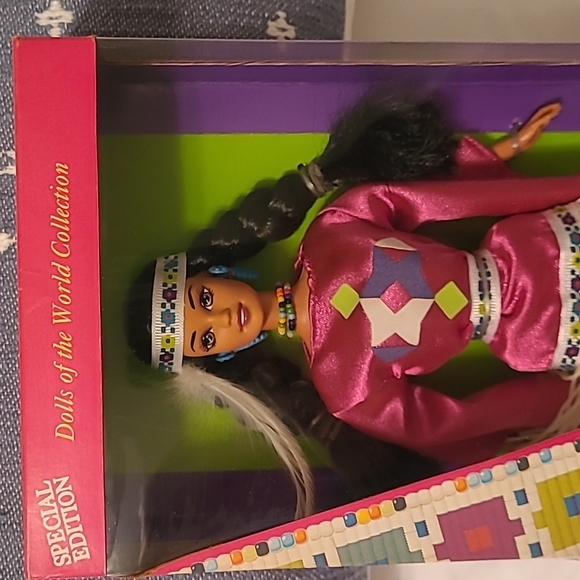 SPECIAL
EDITION
Dolls of the World Collection